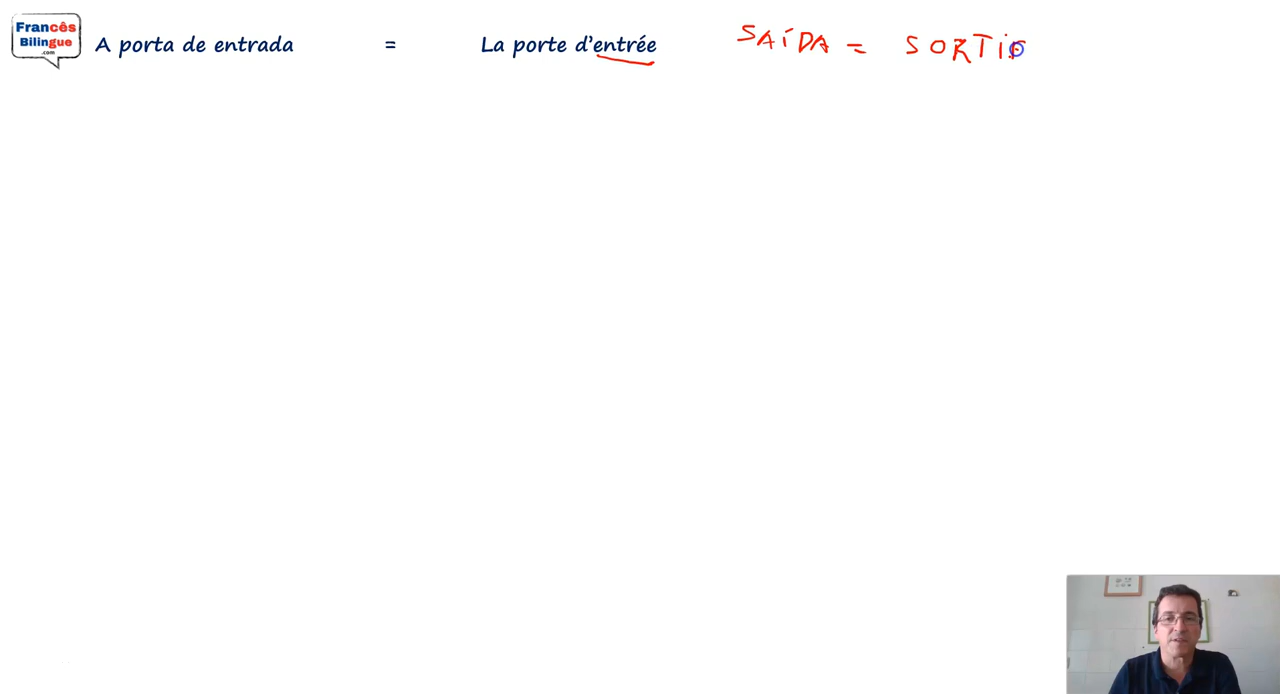 Francês
Bilingue
.com
A porta de entrada = La porte d'entrée SAÍDA = SORTIE